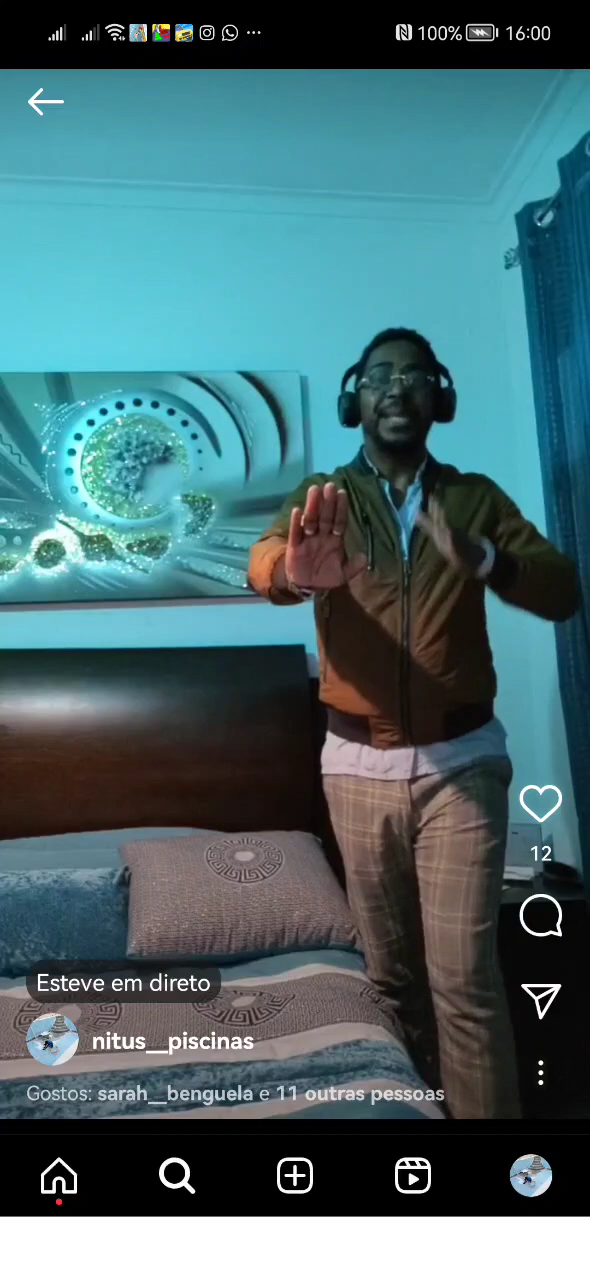 100% 16:00
12
Esteve em direto
nitus__piscinas
Gostos: sarah__benguela e 11 outras pessoas